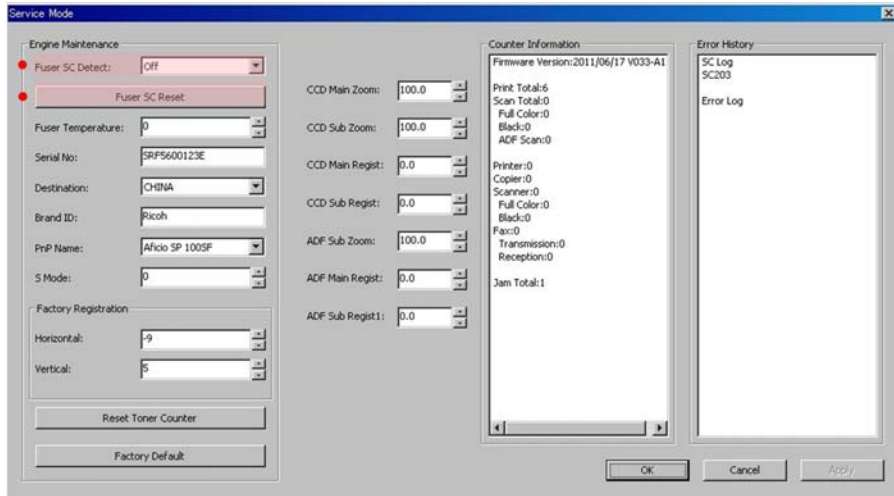 Service Mode
Engine Maintenance
Fuser SC Detect: Off
Fuser SC Reset
Fuser Temperature: 0
Serial No: SRF5600123E
Destination: CHINA
Brand ID: Ricoh
PnP Name: Aficio SP 100SF
S Mode: 0
Factory Registration
Horizontal: -9
Vertical: 5
Reset Toner Counter
Factory Default
CCD Main Zoom: 100.0
CCD Sub Zoom: 100.0
CCD Main Regist: 0.0
CCD Sub Regist: 0.0
ADF Sub Zoom: 100.0
ADF Main Regist: 0.0
ADF Sub Regist1: 0.0
Counter Information
Firmware Version:2011/06/17 V033-A1
Print Total:6
Scan Total:0
Full Color:0
Black:0
ADF Scan:0
Printer:0
Copier:0
Scanner:0
Full Color:0
Black:0
Fax:0
Transmission:0
Reception:0
Jam Total:1
Error History
SC Log
SC203
Error Log
OK
Cancel
Apply